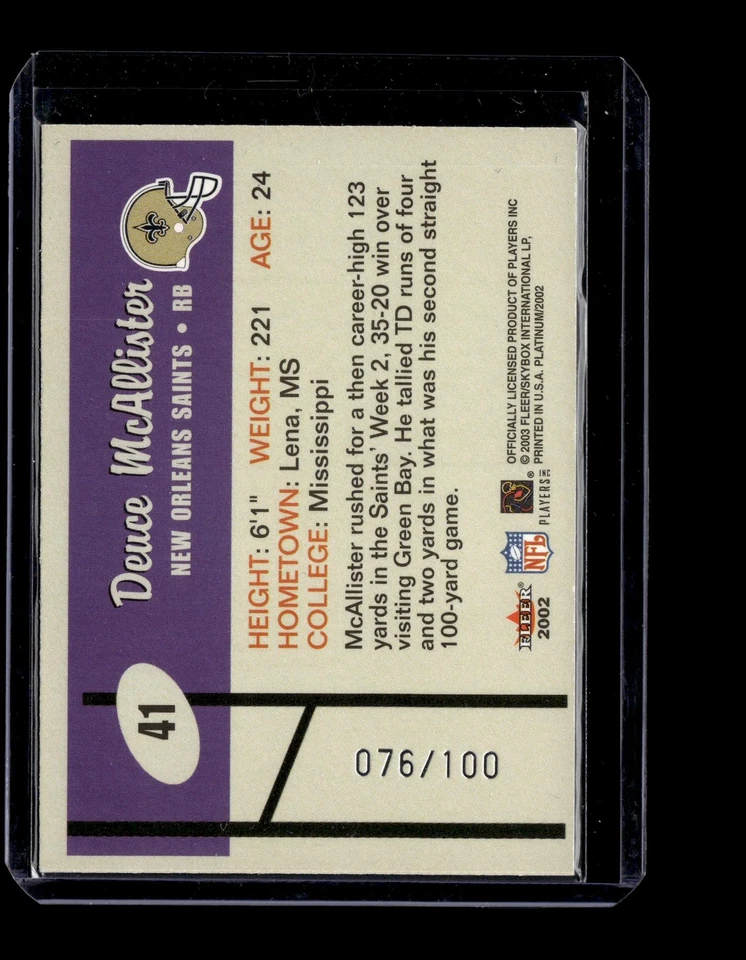 Deuce McAllister
NEW ORLEANS SAINTS • RB
41
HEIGHT: 6'1" WEIGHT: 221 AGE: 24
HOMETOWN: Lena, MS
COLLEGE: Mississippi
McAllister rushed for a then career-high 123
yards in the Saints' Week 2, 35-20 win over
visiting Green Bay. He tallied TD runs of four
and two yards in what was his second straight
100-yard game.
076/100
FLEER®
2002
NFL
PLAYERS INC
®
OFFICIALLY LICENSED PRODUCT OF PLAYERS INC
© 2003 FLEER/SKYBOX INTERNATIONAL LP,
PRINTED IN U.S.A. PLATINUM/2002